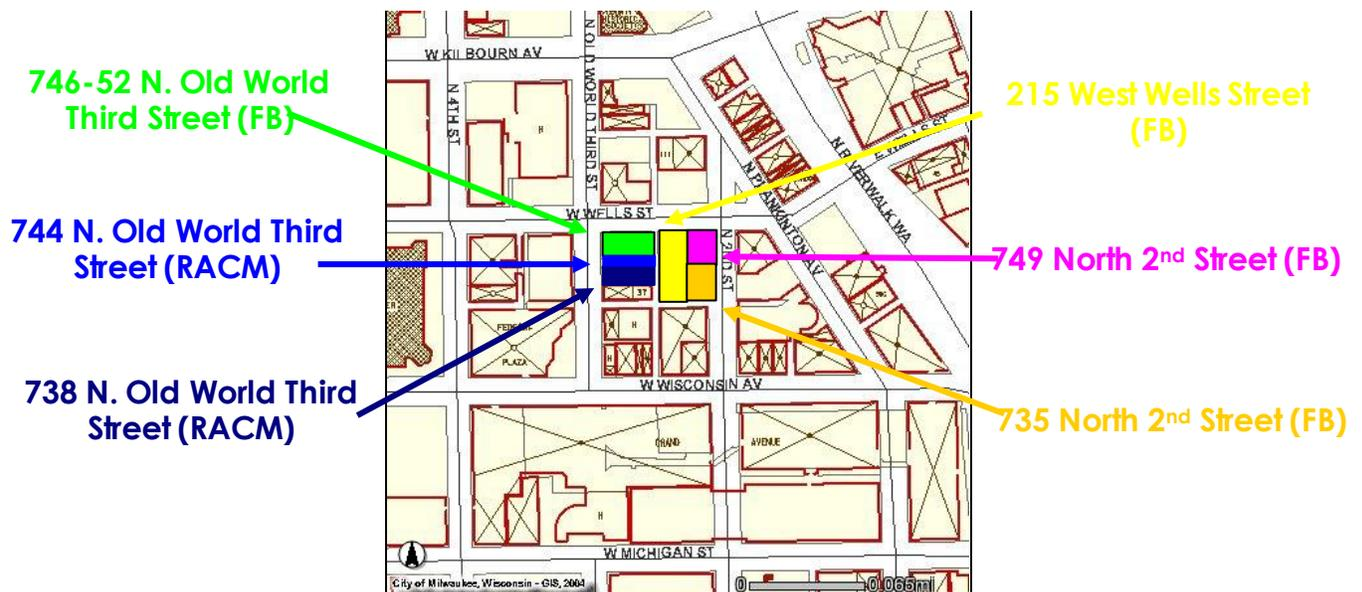 746-52 N. Old World
Third Street (FB)
744 N. Old World Third
Street (RACM)
738 N. Old World Third
Street (RACM)
215 West Wells Street
(FB)
749 North 2nd Street (FB)
735 North 2nd Street (FB)
W KILBOURN AV
N OLD WORLD THIRD ST
N 4TH ST
H
E WELLS ST
N RIVERWALK WA
N PLANKINTON AV
W WELLS ST
N 2ND ST
37
FEDERAL
PLAZA
H
H
W WISCONSIN AV
GRAND
AVENUE
H
W MICHIGAN ST
City of Milwaukee, Wisconsin - GIS, 2004
0
0.065mi